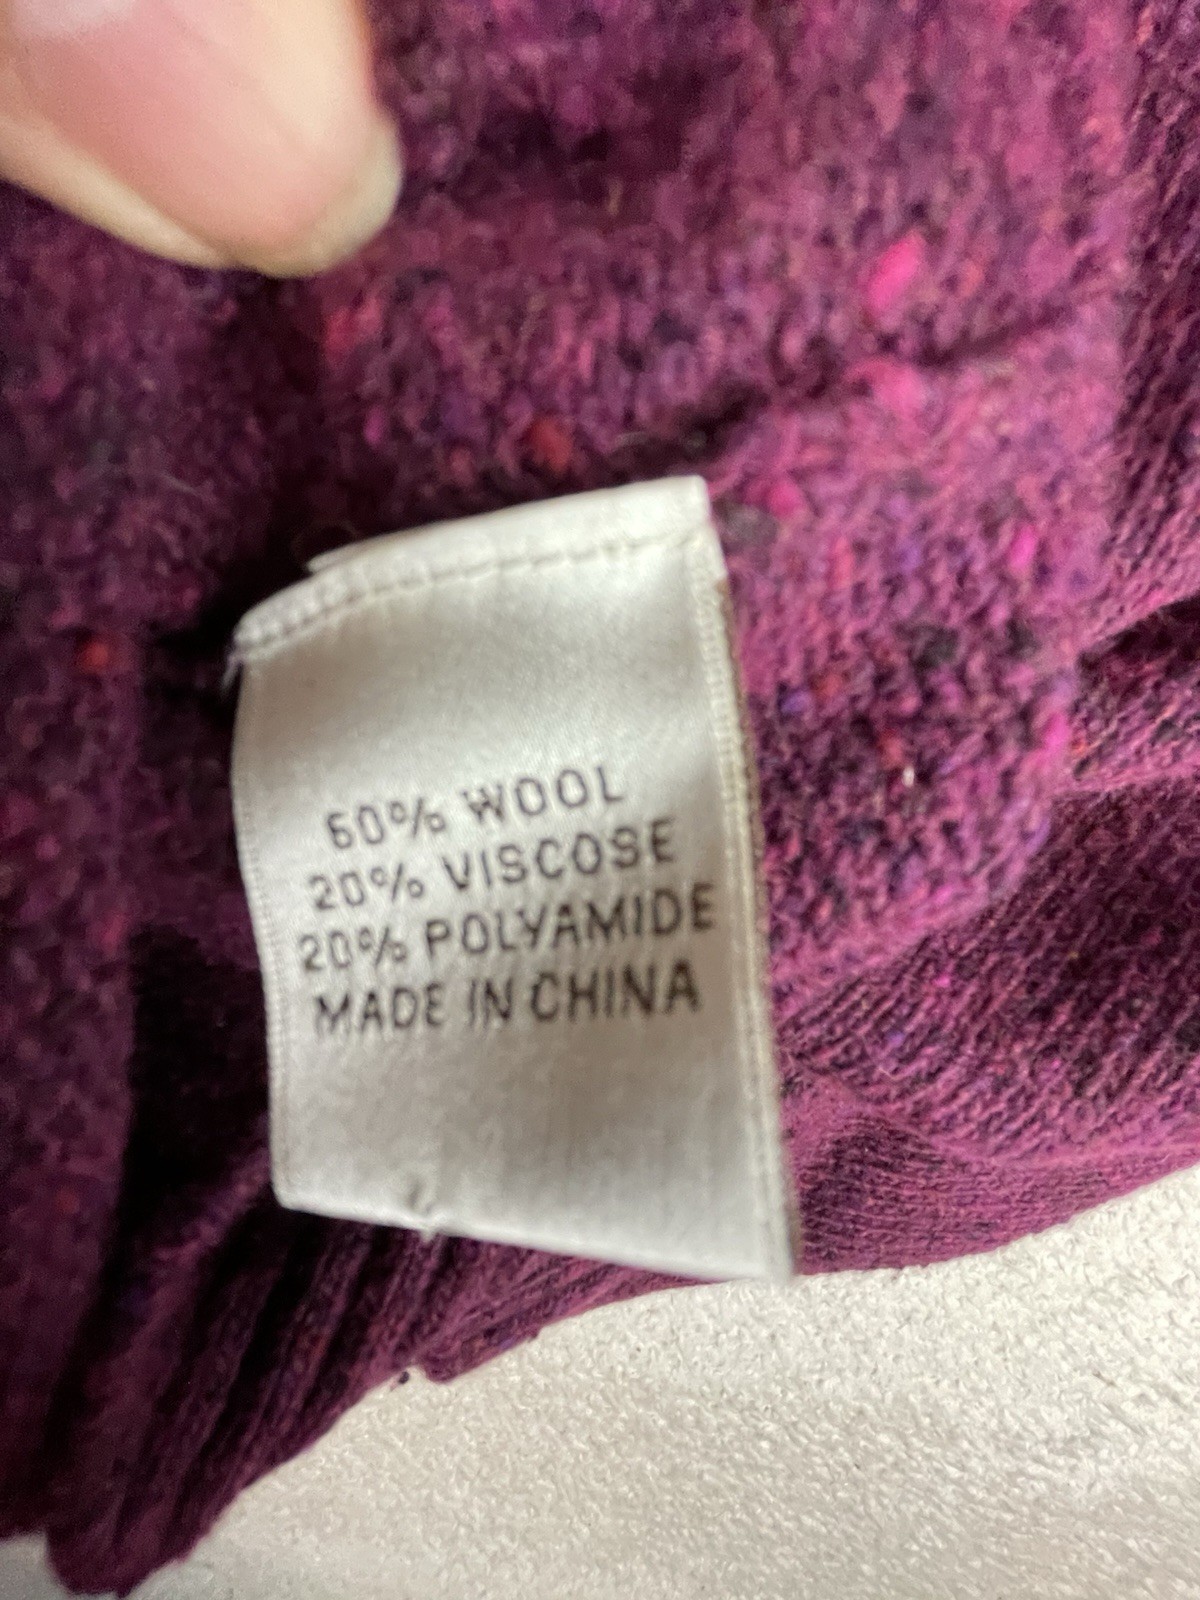 60% WOOL
20% VISCOSE
20% POLYAMIDE
MADE IN CHINA